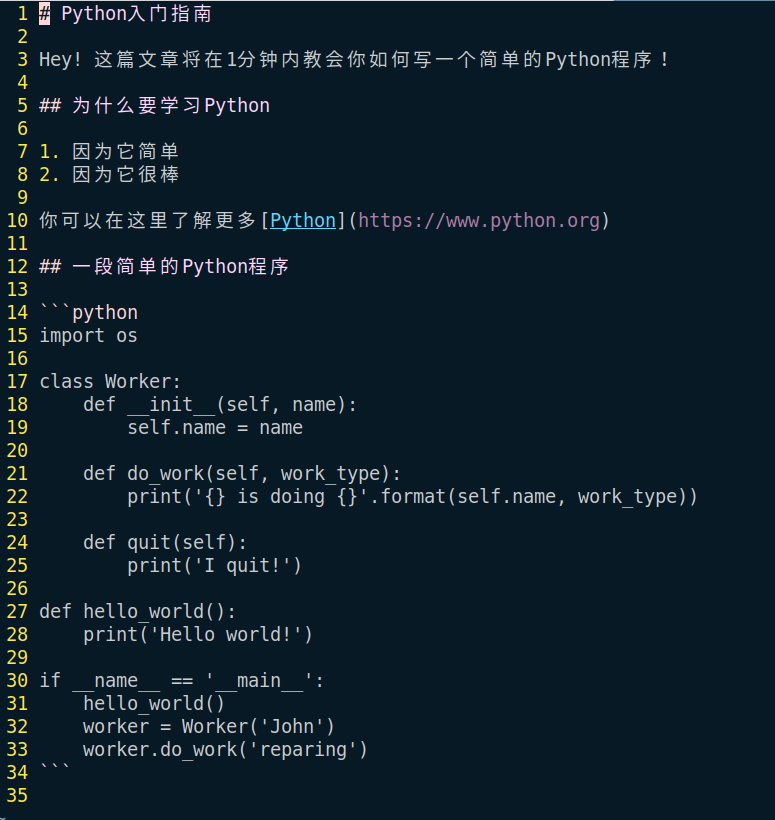 1 # Python入门指南
2
3 Hey! 这篇文章将在1分钟内教会你如何写一个简单的Python程序！
4
5 ## 为什么要学习Python
6
7 1. 因为它简单
8 2. 因为它很棒
9
10 你可以在这里了解更多[Python](https://www.python.org)
11
12 ## 一段简单的Python程序
13
14 ```python
15 import os
16
17 class Worker:
18     def __init__(self, name):
19         self.name = name
20
21     def do_work(self, work_type):
22         print('{} is doing {}'.format(self.name, work_type))
23
24     def quit(self):
25         print('I quit!')
26
27 def hello_world():
28     print('Hello world!')
29
30 if __name__ == '__main__':
31     hello_world()
32     worker = Worker('John')
33     worker.do_work('reparing')
34 ```
35